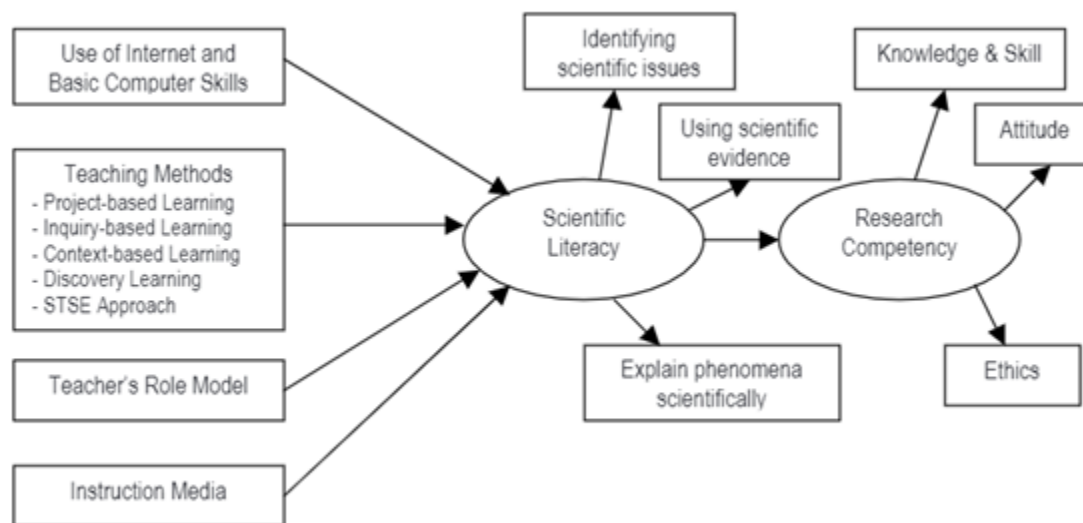 Use of Internet and
Basic Computer Skills
Teaching Methods
- Project-based Learning
- Inquiry-based Learning
- Context-based Learning
- Discovery Learning
- STSE Approach
Teacher's Role Model
Instruction Media
Identifying
scientific issues
Using scientific
evidence
Scientific
Literacy
Explain phenomena
scientifically
Knowledge & Skill
Attitude
Research
Competency
Ethics